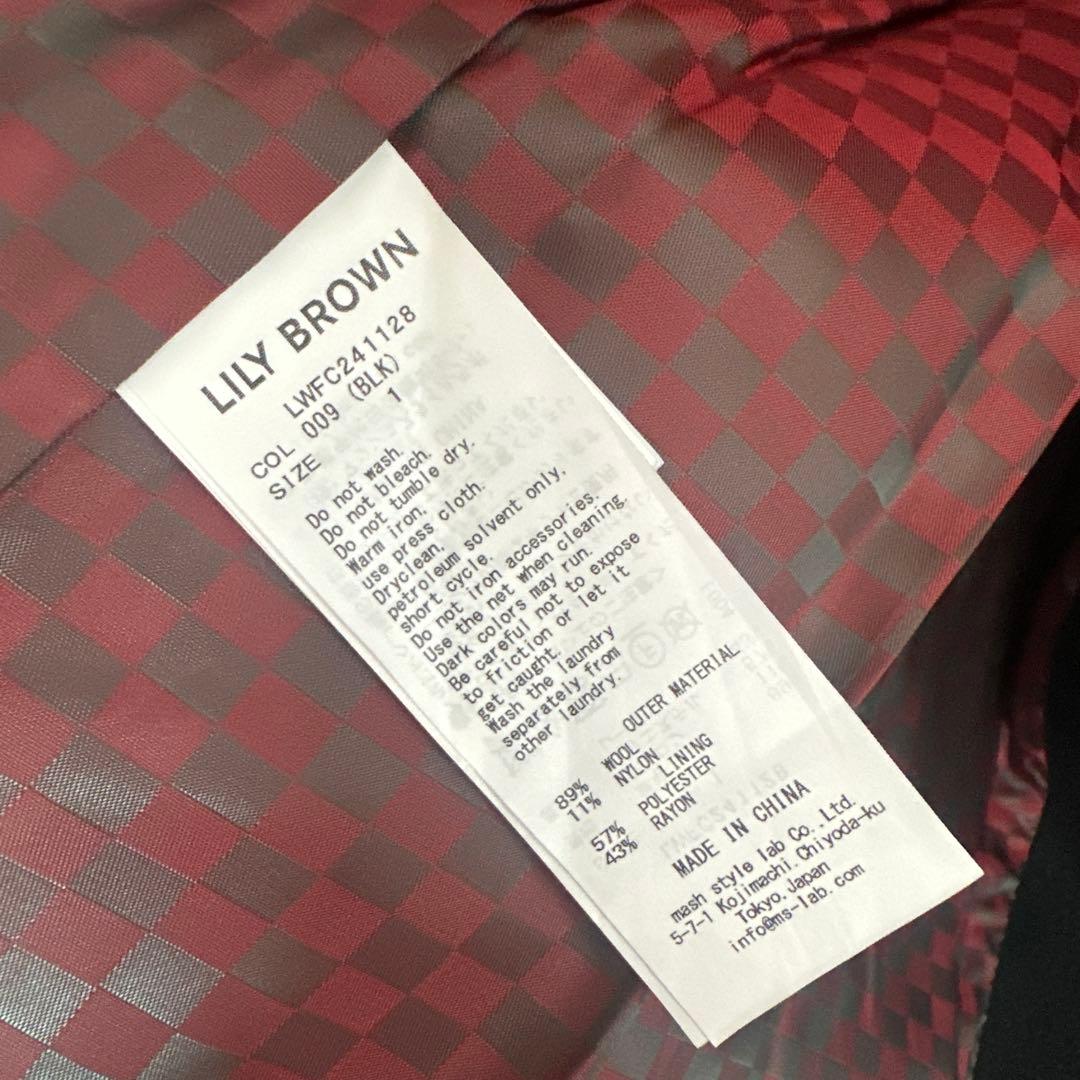 LILY BROWN
LWFC241128
COL 009 (BLK)
SIZE 1
Do not wash.
Do not bleach.
Do not tumble dry.
Warm iron.
use press cloth.
Dryclean,
petroleum solvent only,
short cycle.
Do not iron accessories.
Use the net when cleaning.
Dark colors may run.
Be careful not to expose
to friction or let it
get caught.
Wash the laundry
separately from
other laundry.
OUTER MATERIAL
89% WOOL
11% NYLON
LINING
57% POLYESTER
43% RAYON
MADE IN CHINA
mash style lab Co.,Ltd.
5-7-1 Kojimachi.Chiyoda-ku
Tokyo.Japan
info@ms-lab.com